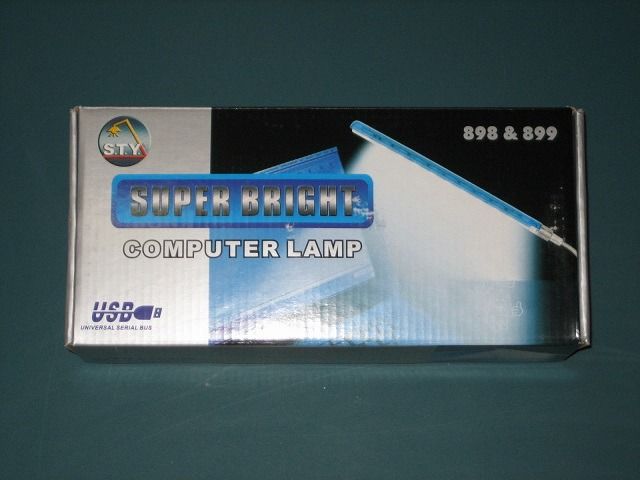 S.T.Y.
898 & 899
SUPER BRIGHT
COMPUTER LAMP
USB
UNIVERSAL SERIAL BUS